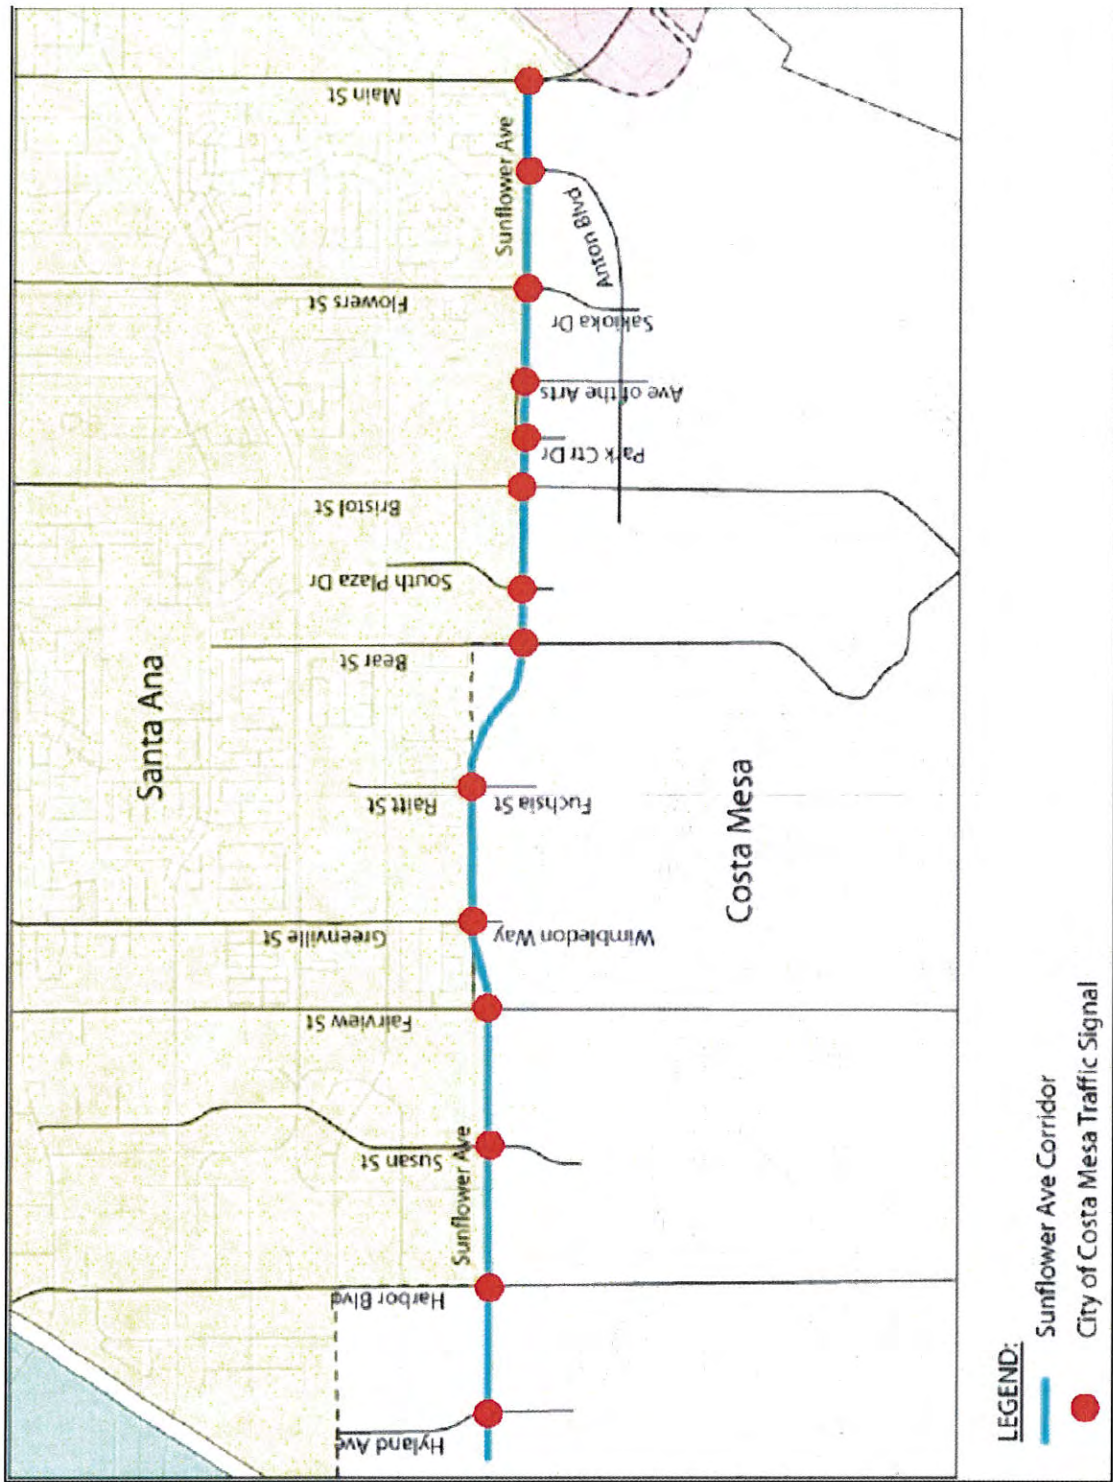 Main St
Sunflower Ave
Anton Blvd
Flowers St
Sakioka Dr
Ave of the Arts
Park Ctr Dr
Bristol St
South Plaza Dr
Bear St
Santa Ana
Raitt St
Fuchsia St
Costa Mesa
Greenville St
Wimbledon Way
Fairview St
Susan St
Sunflower Ave
Harbor Blvd
Hyland Ave
LEGEND:
Sunflower Ave Corridor
City of Costa Mesa Traffic Signal